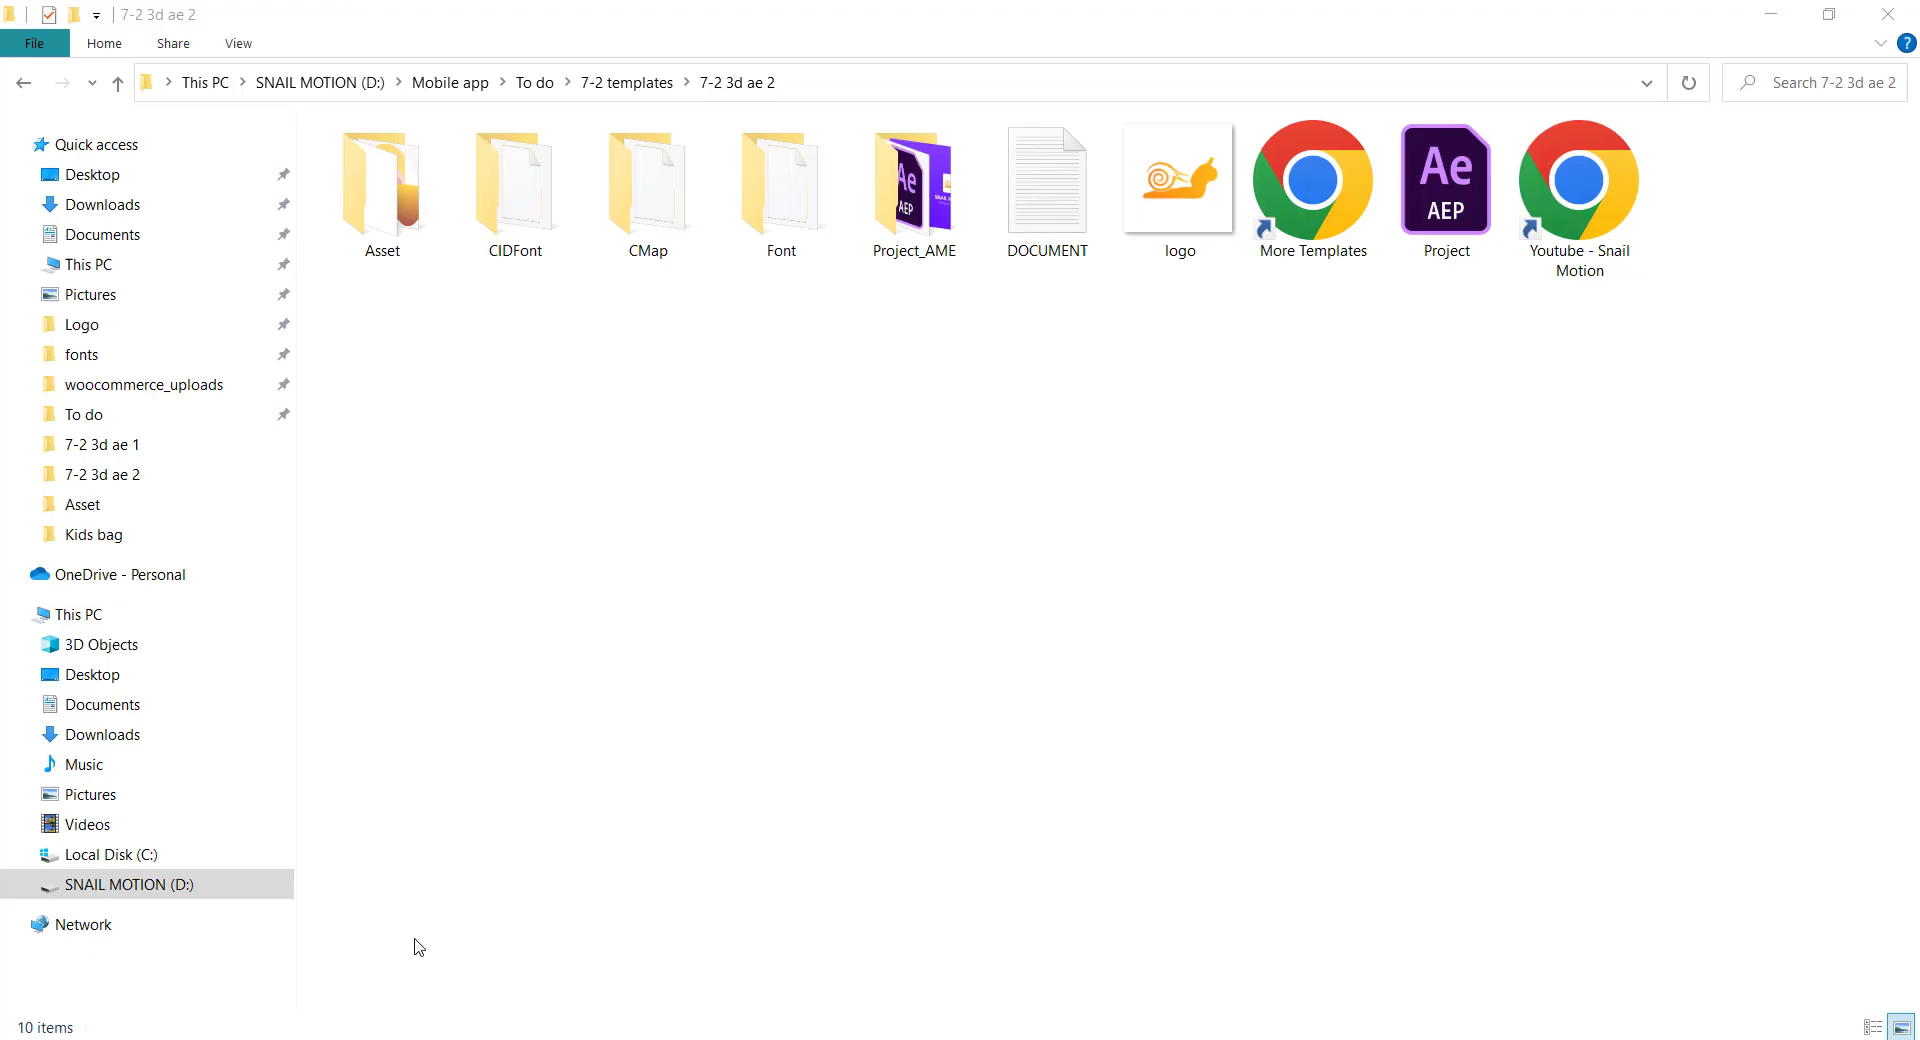 7-2 3d ae 2
File Home Share View
This PC SNAIL MOTION (D:) Mobile app To do 7-2 templates 7-2 3d ae 2
Search 7-2 3d ae 2
Quick access
Desktop
Downloads
Documents
This PC
Pictures
Logo
fonts
woocommerce_uploads
To do
7-2 3d ae 1
7-2 3d ae 2
Asset
Kids bag
OneDrive - Personal
This PC
3D Objects
Desktop
Documents
Downloads
Music
Pictures
Videos
Local Disk (C:)
SNAIL MOTION (D:)
Network
Ae
AEP
Ae
AEP
Asset CIDFont CMap Font Project_AME DOCUMENT logo More Templates Project Youtube - Snail
Motion
10 items